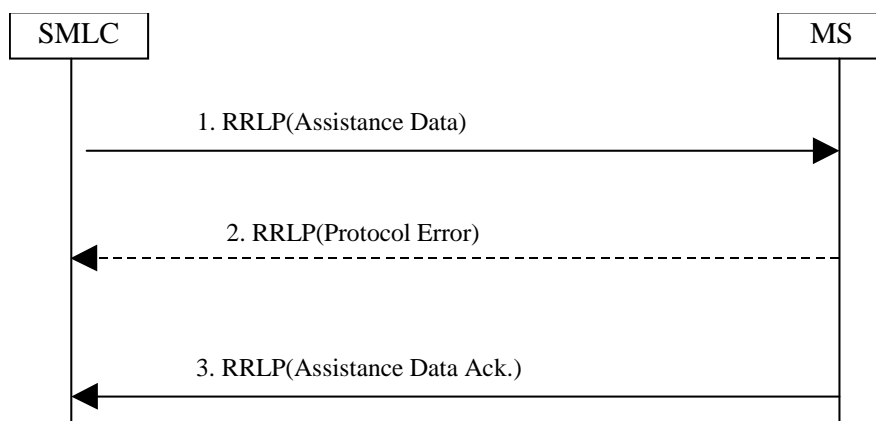 SMLC
MS
1. RRLP(Assistance Data)
2. RRLP(Protocol Error)
3. RRLP(Assistance Data Ack.)